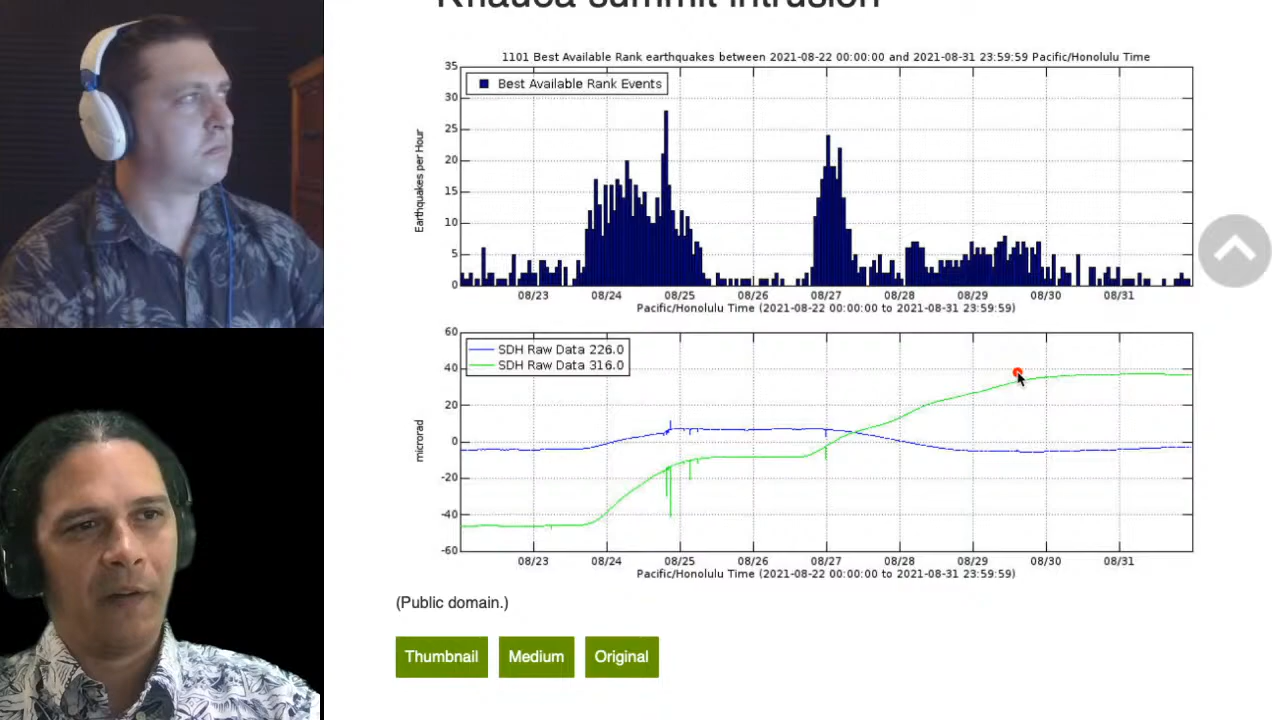 summit intrusion
1101 Best Available Rank earthquakes between 2021-08-22 00:00:00 and 2021-08-31 23:59:59 Pacific/Honolulu Time
Best Available Rank Events
Earthquakes per Hour
35
30
25
20
15
10
5
0
08/23 08/24 08/25 08/26 08/27 08/28 08/29 08/30 08/31
Pacific/Honolulu Time (2021-08-22 00:00:00 to 2021-08-31 23:59:59)
SDH Raw Data 226.0
SDH Raw Data 316.0
microrad
60
40
20
0
-20
-40
-60
08/23 08/24 08/25 08/26 08/27 08/28 08/29 08/30 08/31
Pacific/Honolulu Time (2021-08-22 00:00:00 to 2021-08-31 23:59:59)
(Public domain.)
Thumbnail Medium Original